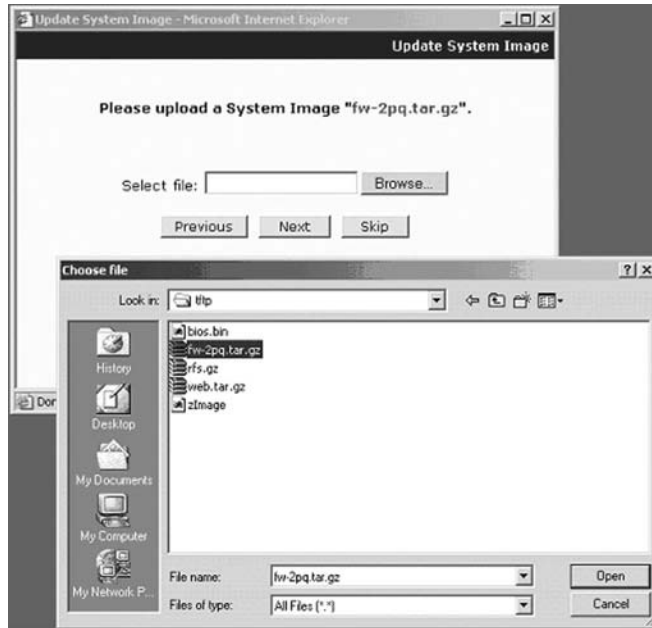 Update System Image - Microsoft Internet Explorer
Update System Image
Please upload a System Image "fw-2pq.tar.gz".
Select file:
Browse...
Previous
Next
Skip
Choose file
Look in:
tftp
History
Desktop
My Documents
My Computer
My Network P...
bios.bin
fw-2pq.tar.gz
rfs.gz
web.tar.gz
zImage
File name:
fw-2pq.tar.gz
Open
Files of type:
All Files (*.*)
Cancel
Don